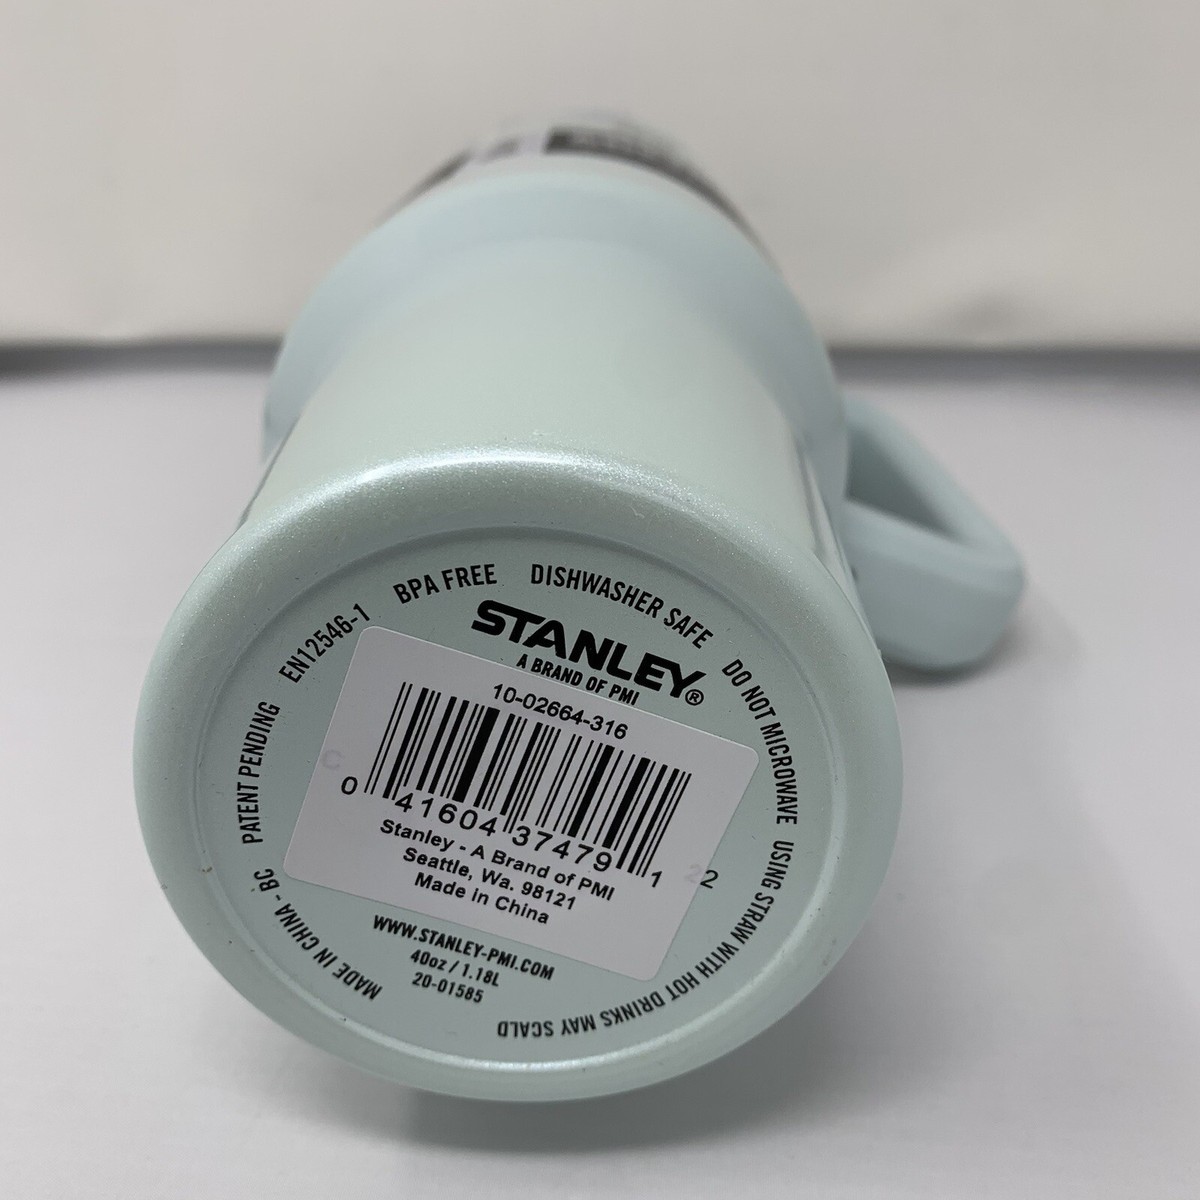 BPA FREE
DISHWASHER SAFE
DO NOT MICROWAVE
USING STRAW WITH HOT DRINKS MAY SCALD
MADE IN CHINA - BC
PATENT PENDING
EN12546-1
STANLEY®
A BRAND OF PMI
10-02664-316
0 41604 37479 1
Stanley - A Brand of PMI
Seattle, Wa. 98121
Made in China
C
22
WWW.STANLEY-PMI.COM
40oz / 1.18L
20-01585